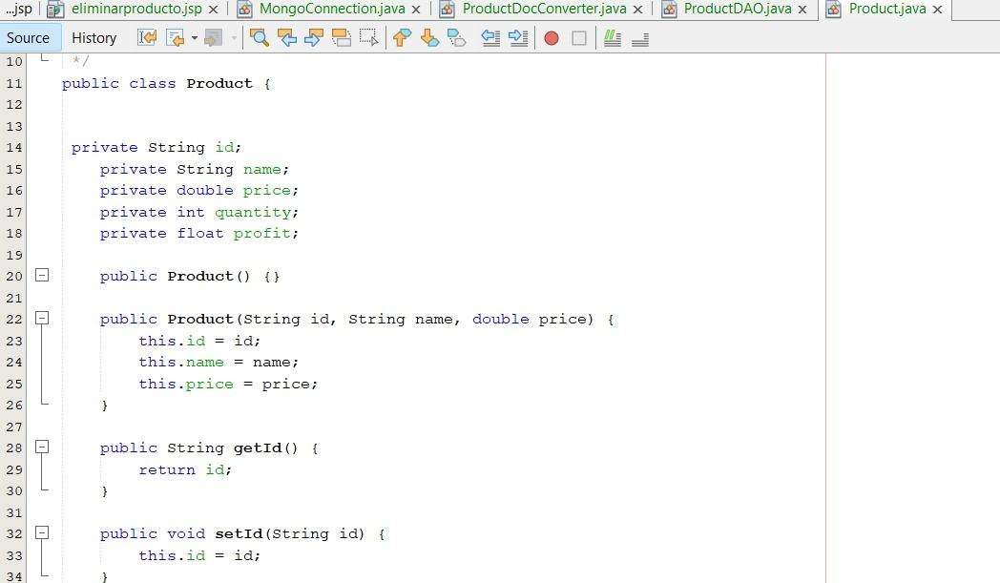 ...jsp eliminarproducto.jsp MongoConnection.java ProductDocConverter.java ProductDAO.java Product.java
Source History
10 */
11 public class Product {
12
13
14 private String id;
15 private String name;
16 private double price;
17 private int quantity;
18 private float profit;
19
20 public Product() {}
21
22 public Product(String id, String name, double price) {
23 this.id = id;
24 this.name = name;
25 this.price = price;
26 }
27
28 public String getId() {
29 return id;
30 }
31
32 public void setId(String id) {
33 this.id = id;
34 }